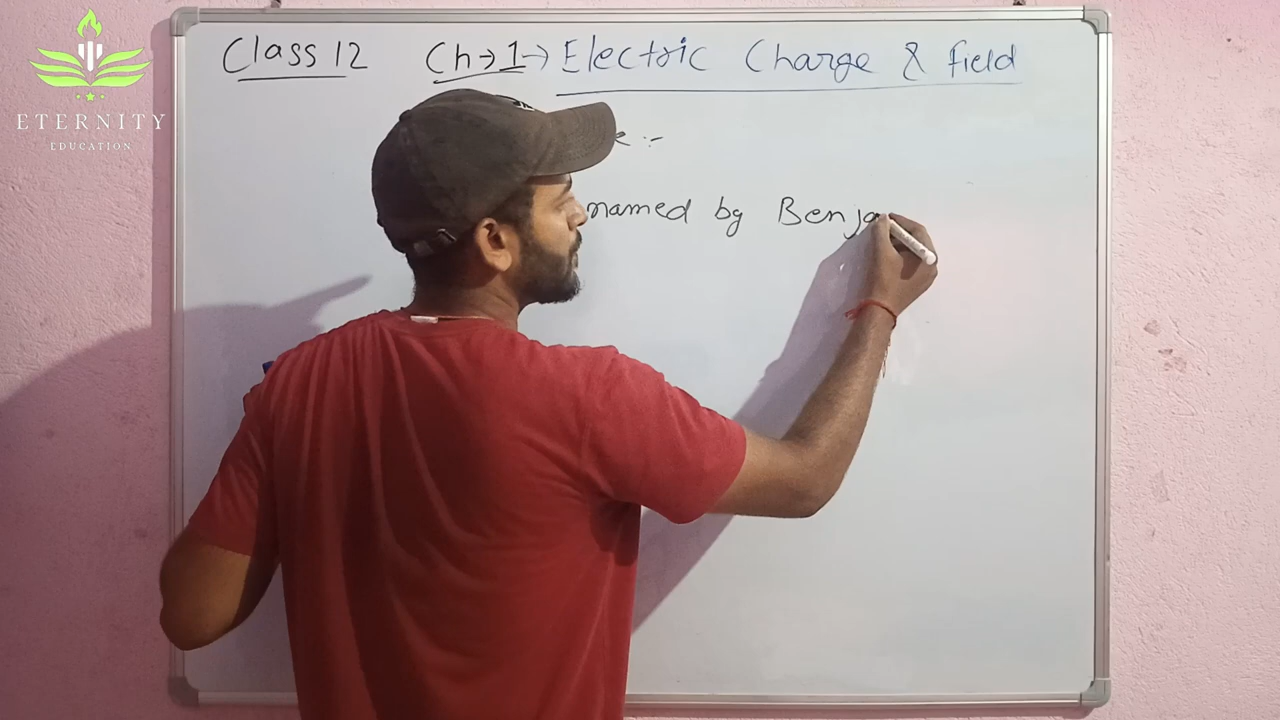 ETERNITY
EDUCATION
Class 12 Ch→1→ Electric Charge & field
named by Benja